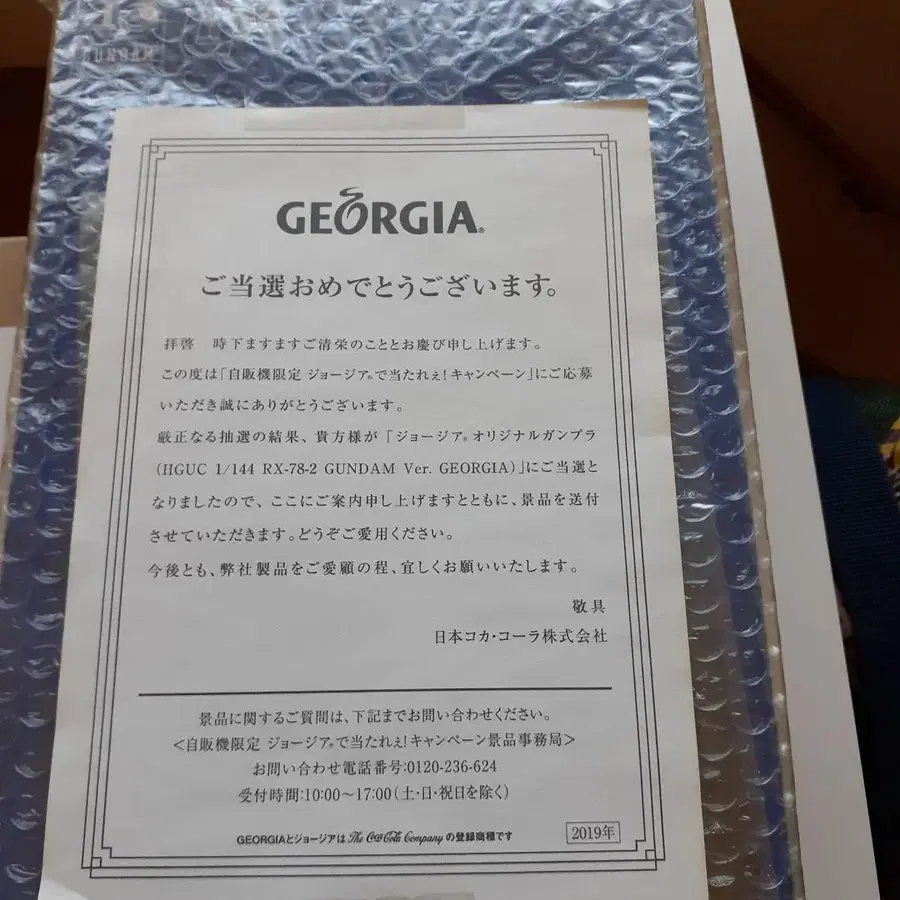 GUNDAM
GEORGIA®
ご当選おめでとうございます。
拝啓　時下ますますご清栄のこととお慶び申し上げます。
この度は「自販機限定 ジョージア®で当たれぇ!キャンペーン」にご応募
いただき誠にありがとうございます。
厳正なる抽選の結果、貴方様が「ジョージア®オリジナルガンプラ
(HGUC 1/144 RX-78-2 GUNDAM Ver. GEORGIA)」にご当選と
なりましたので、ここにご案内申し上げますとともに、景品を送付
させていただきます。どうぞご愛用ください。
今後とも、弊社製品をご愛顧の程、宜しくお願いいたします。
敬具
日本コカ・コーラ株式会社
景品に関するご質問は、下記までお問い合わせください。
<自販機限定 ジョージア®で当たれぇ!キャンペーン景品事務局>
お問い合わせ電話番号:0120-236-624
受付時間:10:00〜17:00(土・日・祝日を除く)
GEORGIAとジョージアは The Coca-Cola Company の登録商標です
2019年